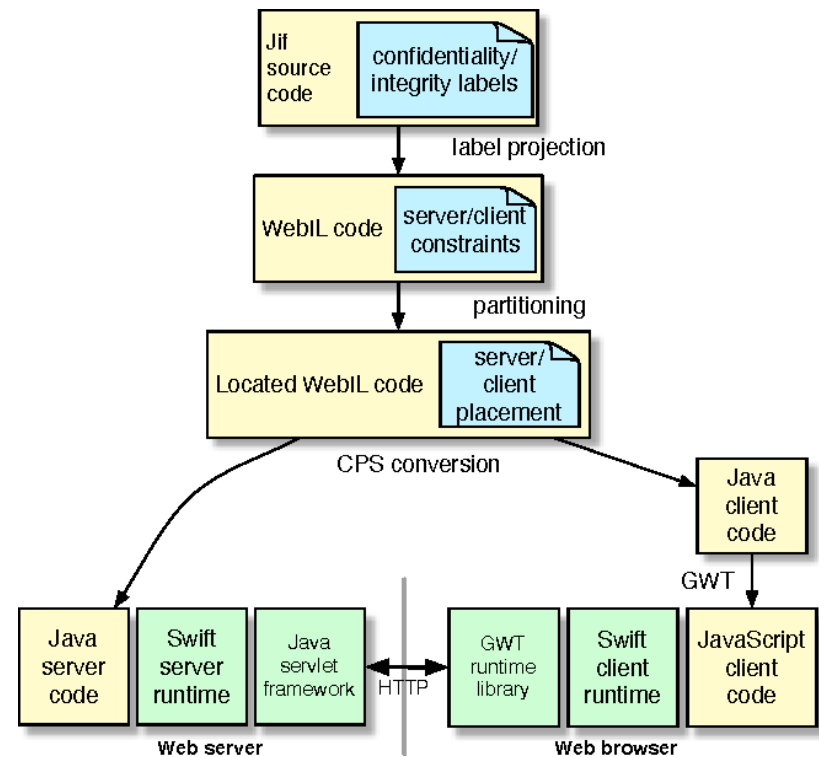 Jif
source
code
confidentiality/
integrity labels
label projection
WebIL code
server/client
constraints
partitioning
Located WebIL code
server/
client
placement
CPS conversion
Java
client
code
GWT
Java
server
code
Swift
server
runtime
Java
servlet
framework
HTTP
GWT
runtime
library
Swift
client
runtime
JavaScript
client
code
Web server
Web browser